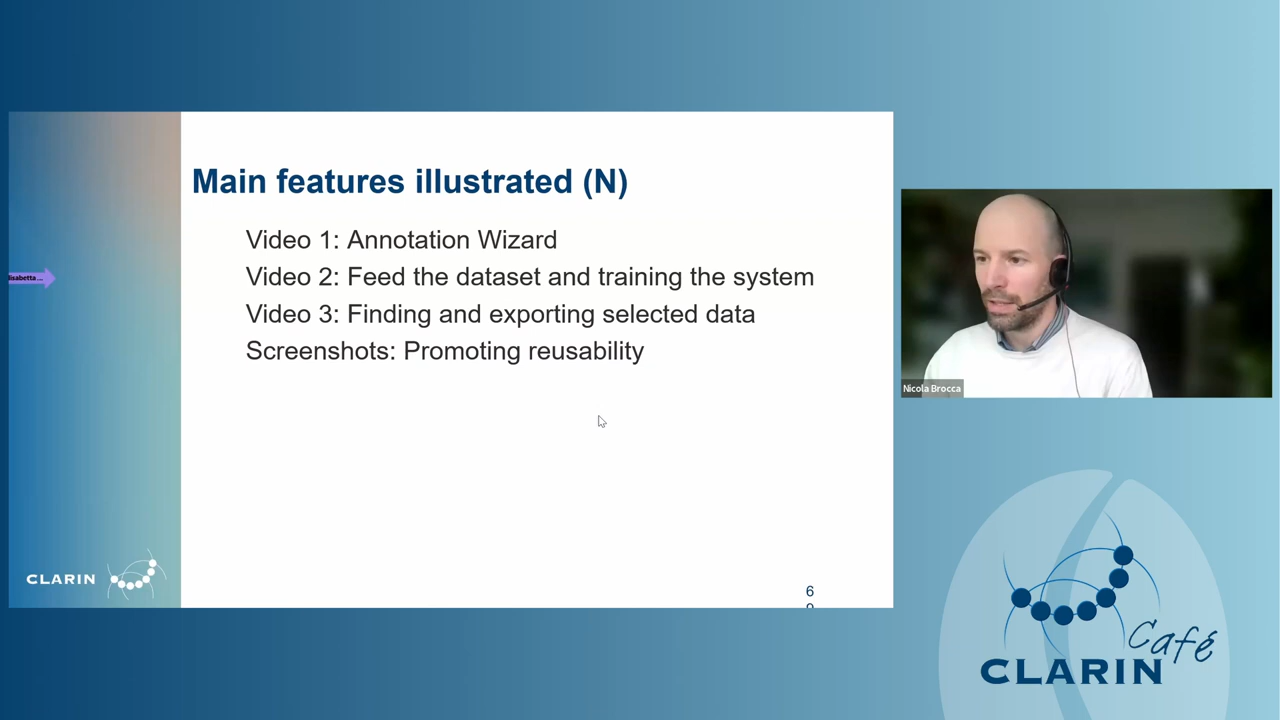 Main features illustrated (N)
Video 1: Annotation Wizard
Video 2: Feed the dataset and training the system
Video 3: Finding and exporting selected data
Screenshots: Promoting reusability
Nicola Brocca
CLARIN
6
Café
CLARIN